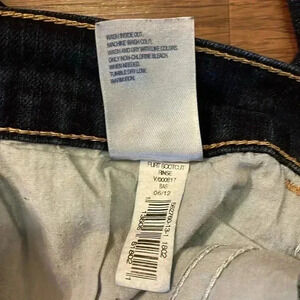 WASH INSIDE OUT.
MACHINE WASH COLD.
WASH AND DRY WITH LIKE COLORS.
ONLY NON-CHLORINE BLEACH
WHEN NEEDED.
TUMBLE DRY LOW.
WARM IRON.
FLIRT BOOTCUT
RINSE
06/12